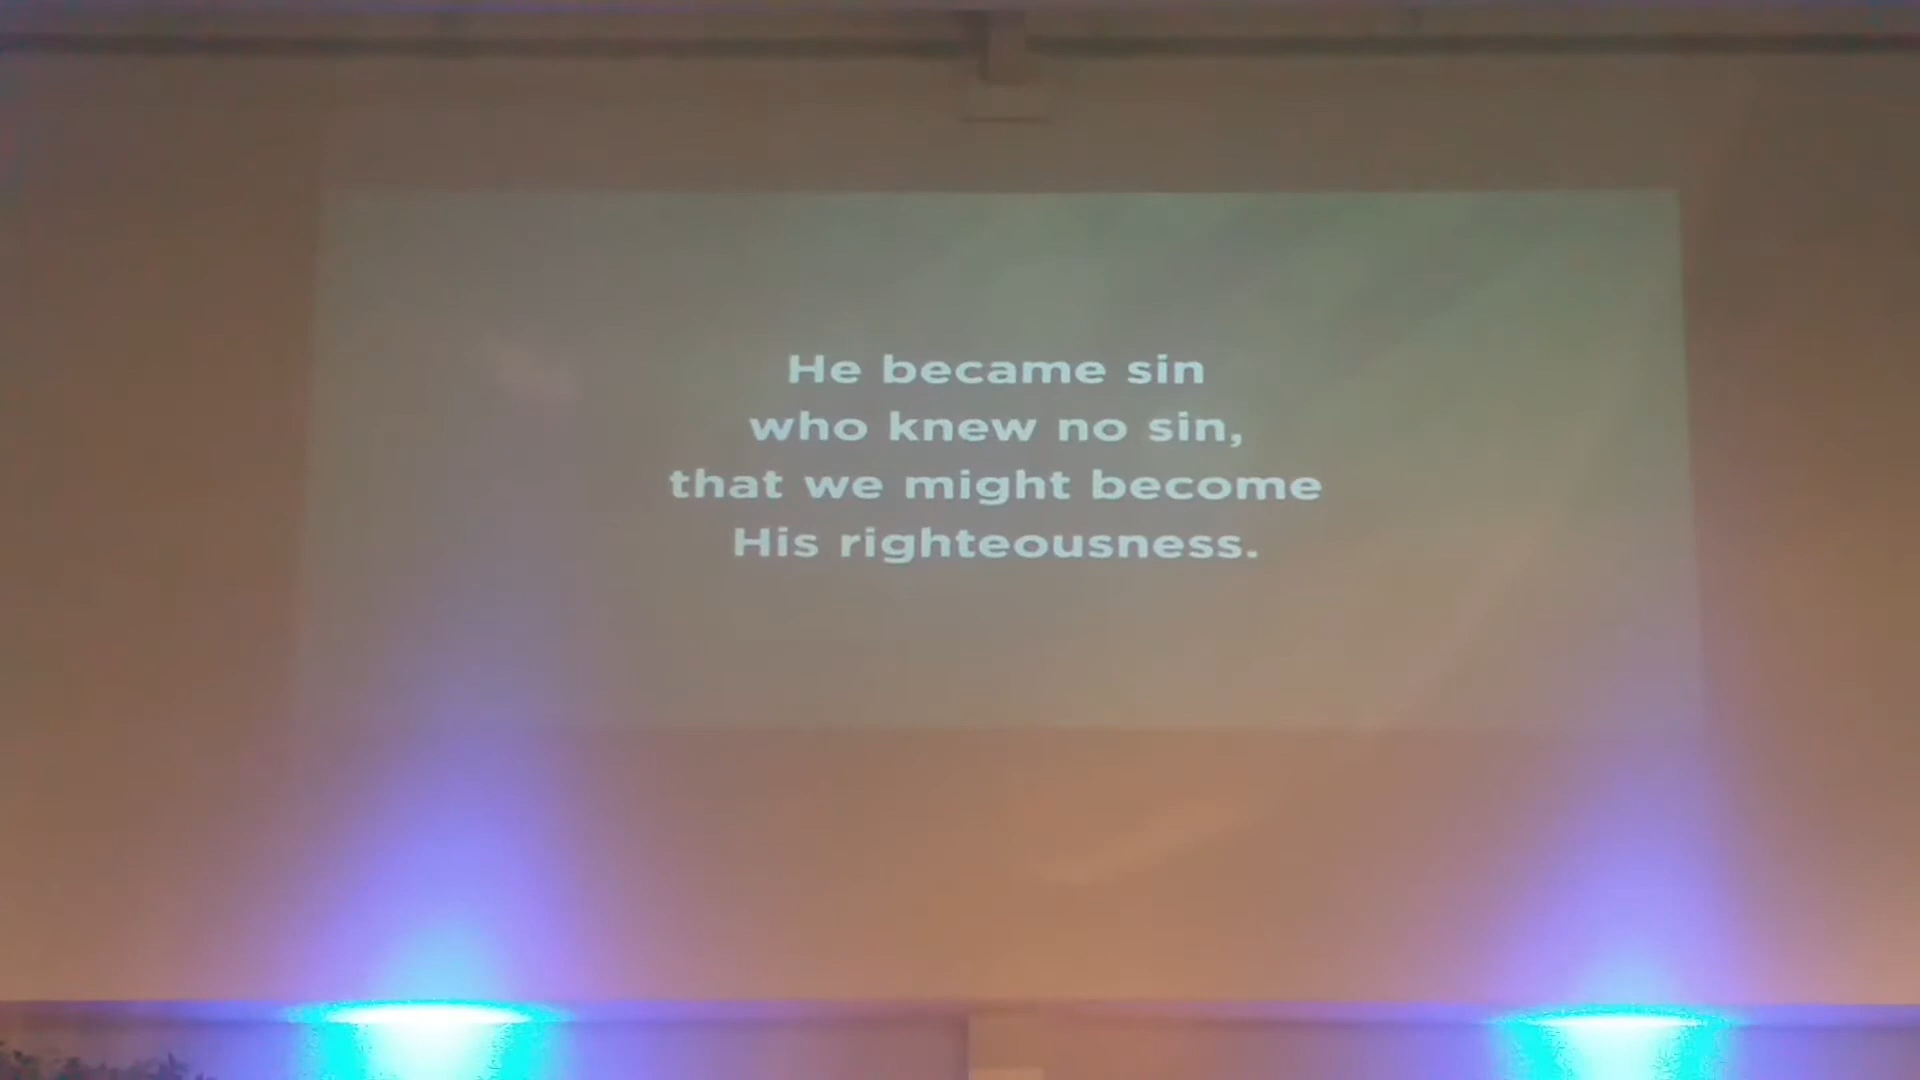 He became sin
who knew no sin,
that we might become
His righteousness.